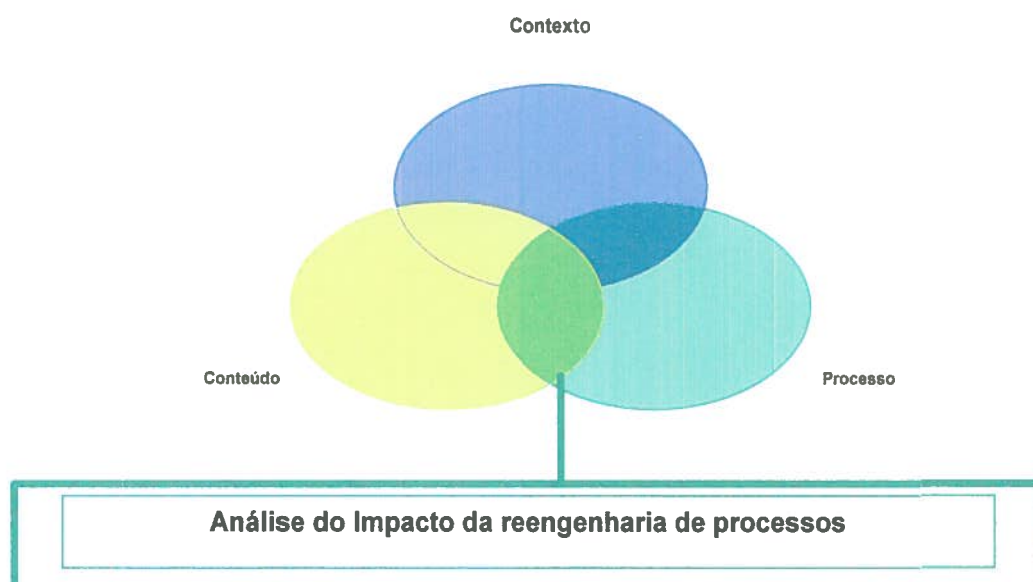 Contexto
Conteúdo
Processo
Análise do Impacto da reengenharia de processos